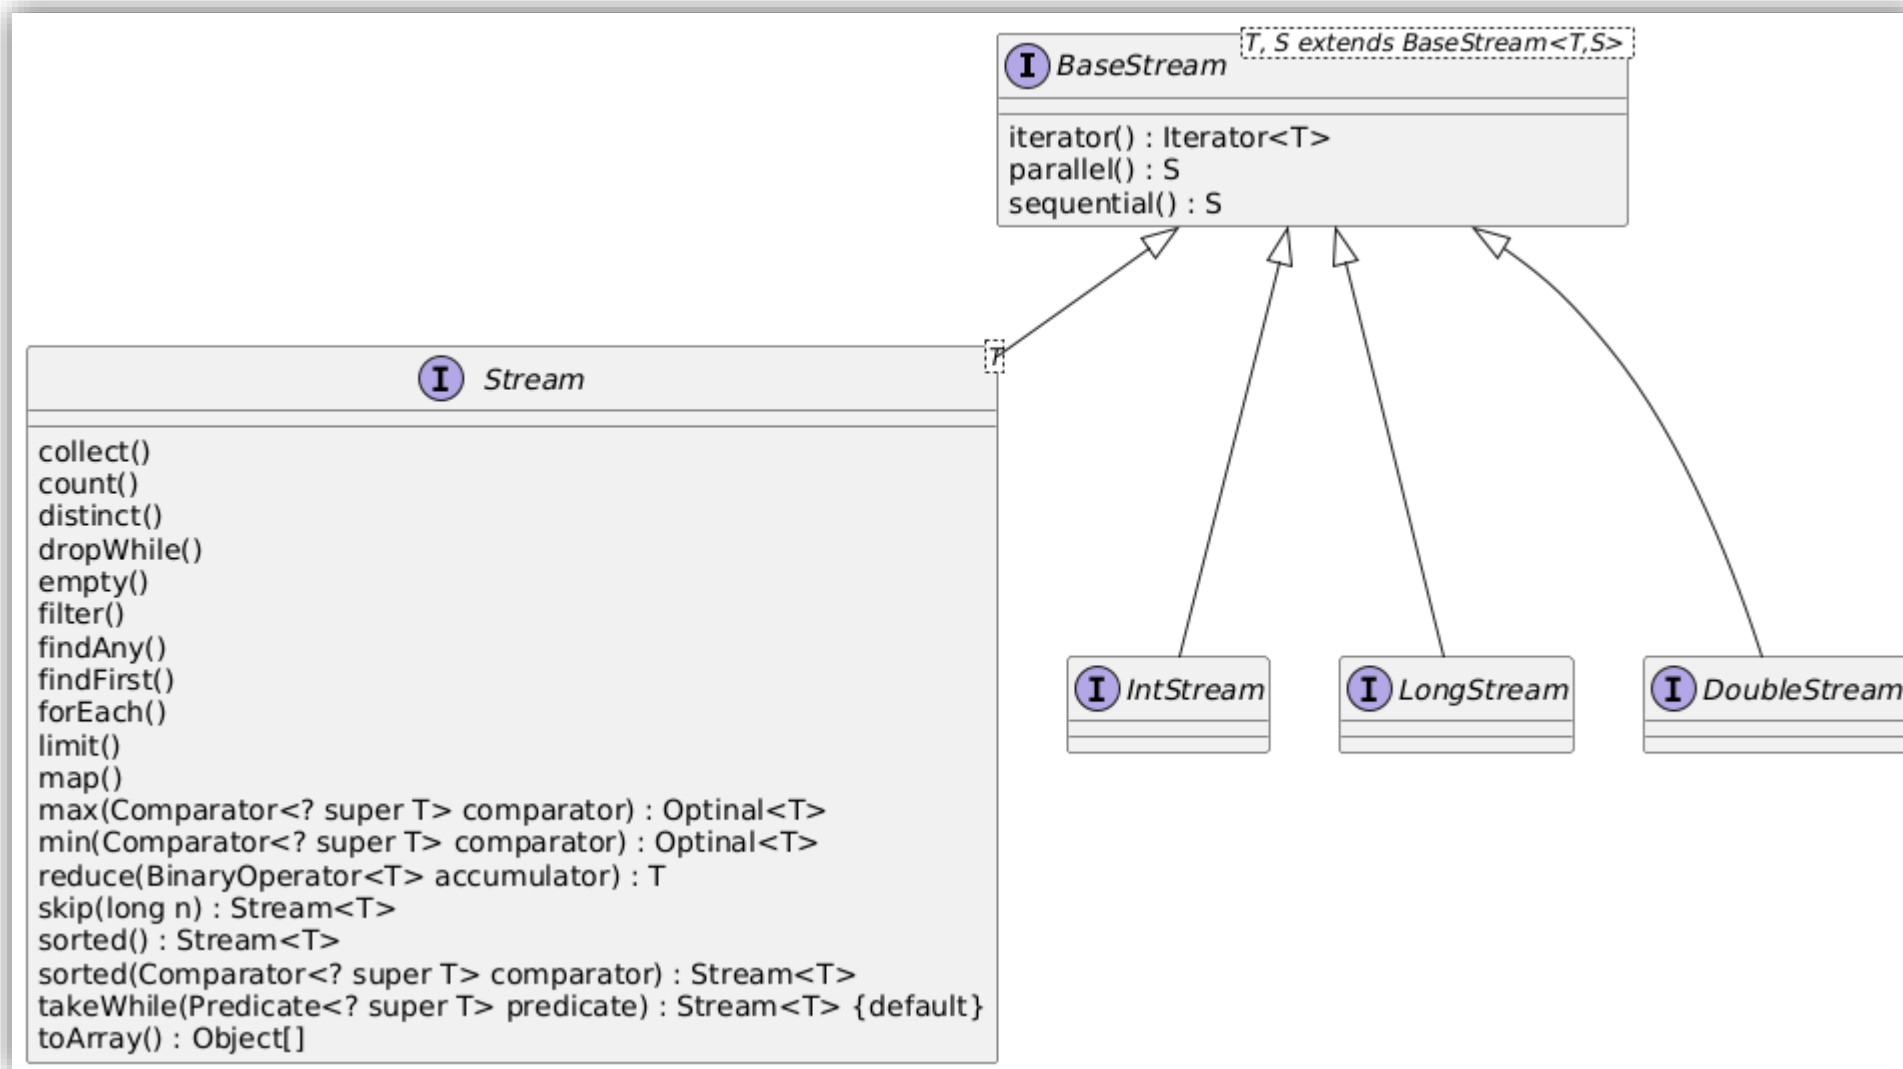 T, S extends BaseStream<T,S>
I BaseStream
iterator() : Iterator<T>
parallel() : S
sequential() : S
T
I Stream
collect()
count()
distinct()
dropWhile()
empty()
filter()
findAny()
findFirst()
forEach()
limit()
map()
max(Comparator<? super T> comparator) : Optinal<T>
min(Comparator<? super T> comparator) : Optinal<T>
reduce(BinaryOperator<T> accumulator) : T
skip(long n) : Stream<T>
sorted() : Stream<T>
sorted(Comparator<? super T> comparator) : Stream<T>
takeWhile(Predicate<? super T> predicate) : Stream<T> {default}
toArray() : Object[]
I IntStream
I LongStream
I DoubleStream